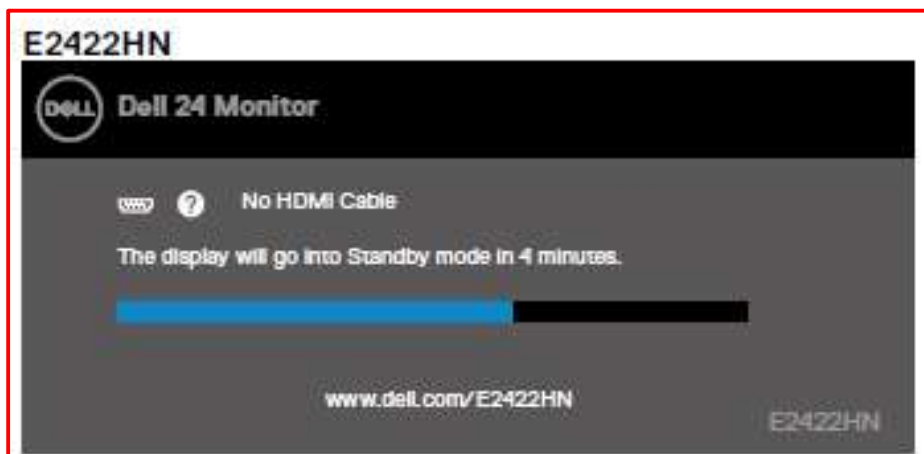 E2422HN
DELL Dell 24 Monitor
? No HDMI Cable
The display will go into Standby mode in 4 minutes.
www.dell.com/E2422HN
E2422HN